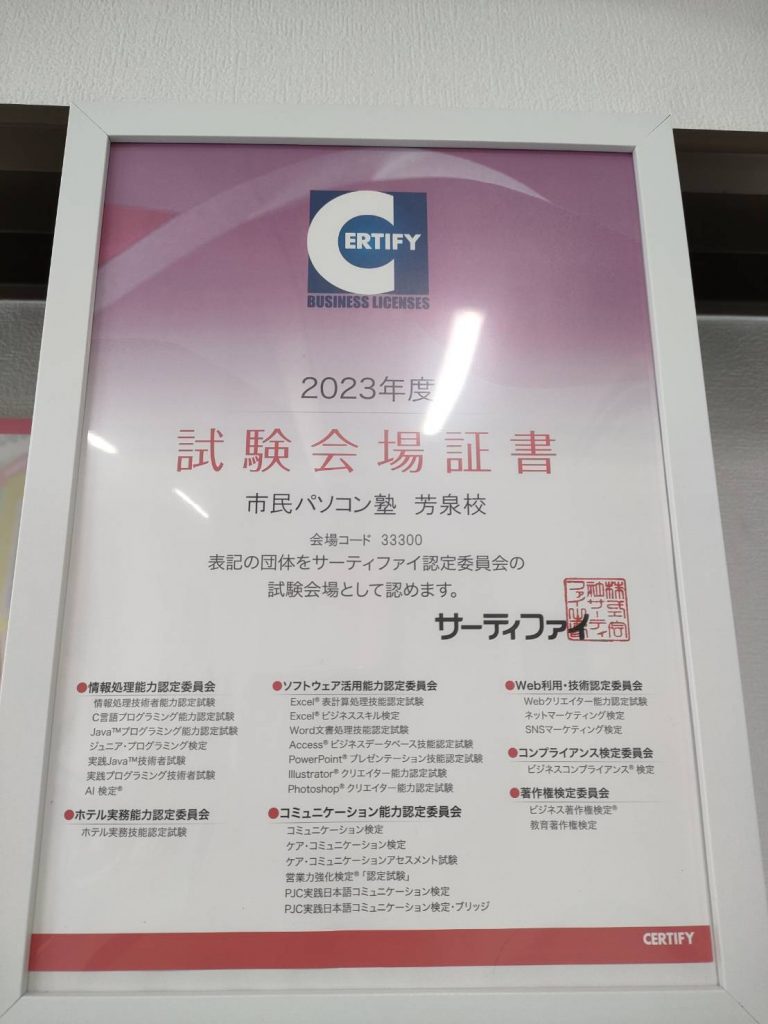 CERTIFY
BUSINESS LICENSES
2023年度
試験会場証書
市民パソコン塾 芳泉校
会場コード 33300
表記の団体をサーティファイ認定委員会の
試験会場として認めます。
サーティファイ
●情報処理能力認定委員会
情報処理技術者能力認定試験
C言語プログラミング能力認定試験
Java™プログラミング能力認定試験
ジュニア・プログラミング検定
実践Java™技術者試験
実践プログラミング技術者試験
AI 検定®
●ホテル実務能力認定委員会
ホテル実務技能認定試験
●ソフトウェア活用能力認定委員会
Excel®表計算処理技能認定試験
Excel®ビジネススキル検定
Word文書処理技能認定試験
Access®ビジネスデータベース技能認定試験
PowerPoint®プレゼンテーション技能認定試験
Illustrator®クリエイター能力認定試験
Photoshop®クリエイター能力認定試験
●コミュニケーション能力認定委員会
コミュニケーション検定
ケア・コミュニケーション検定
ケア・コミュニケーションアセスメント試験
営業力強化検定®「認定試験」
PJC実践日本語コミュニケーション検定
PJC実践日本語コミュニケーション検定・ブリッジ
●Web利用・技術認定委員会
Webクリエイター能力認定試験
ネットマーケティング検定
SNSマーケティング検定
●コンプライアンス検定委員会
ビジネスコンプライアンス®検定
●著作権検定委員会
ビジネス著作権検定®
教育著作権検定
CERTIFY